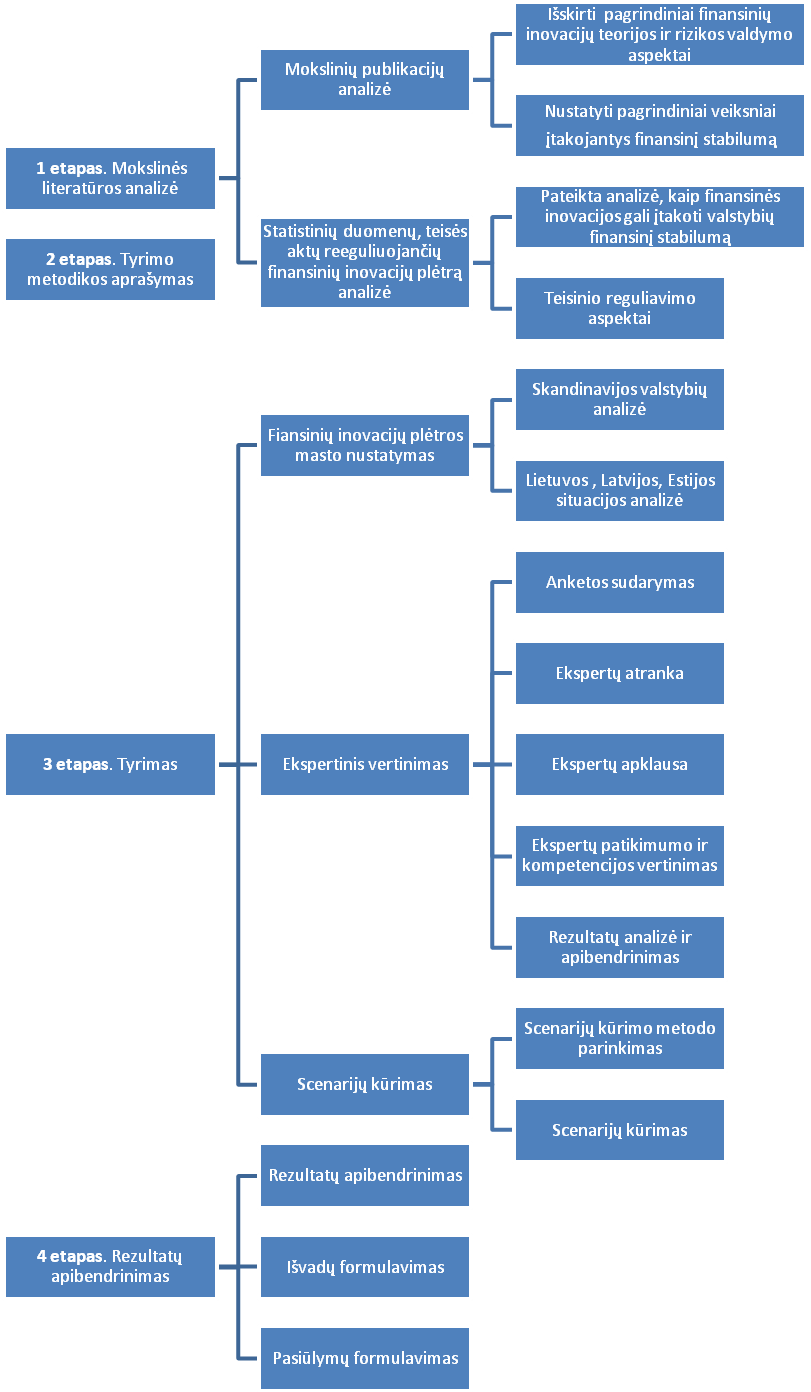 1 etapas. Mokslinės
literatūros analizė
Mokslinių publikacijų
analizė
Išskirti pagrindiniai finansinių
inovacijų teorijos ir rizikos valdymo
aspektai
Nustatyti pagrindiniai veiksniai
įtakojantys finansinį stabilumą
Statistinių duomenų, teisės
aktų reeguliuojančių
finansinių inovacijų plėtrą
analizė
Pateikta analizė, kaip finansinės
inovacijos gali įtakoti valstybių
finansinį stabilumą
Teisinio reguliavimo
aspektai
2 etapas. Tyrimo
metodikos aprašymas
3 etapas. Tyrimas
Fiansinių inovacijų plėtros
masto nustatymas
Skandinavijos valstybių
analizė
Lietuvos , Latvijos, Estijos
situacijos analizė
Ekspertinis vertinimas
Anketos sudarymas
Ekspertų atranka
Ekspertų apklausa
Ekspertų patikimumo ir
kompetencijos vertinimas
Rezultatų analizė ir
apibendrinimas
Scenarijų kūrimas
Scenarijų kūrimo metodo
parinkimas
Scenarijų kūrimas
4 etapas. Rezultatų
apibendrinimas
Rezultatų apibendrinimas
Išvadų formulavimas
Pasiūlymų formulavimas